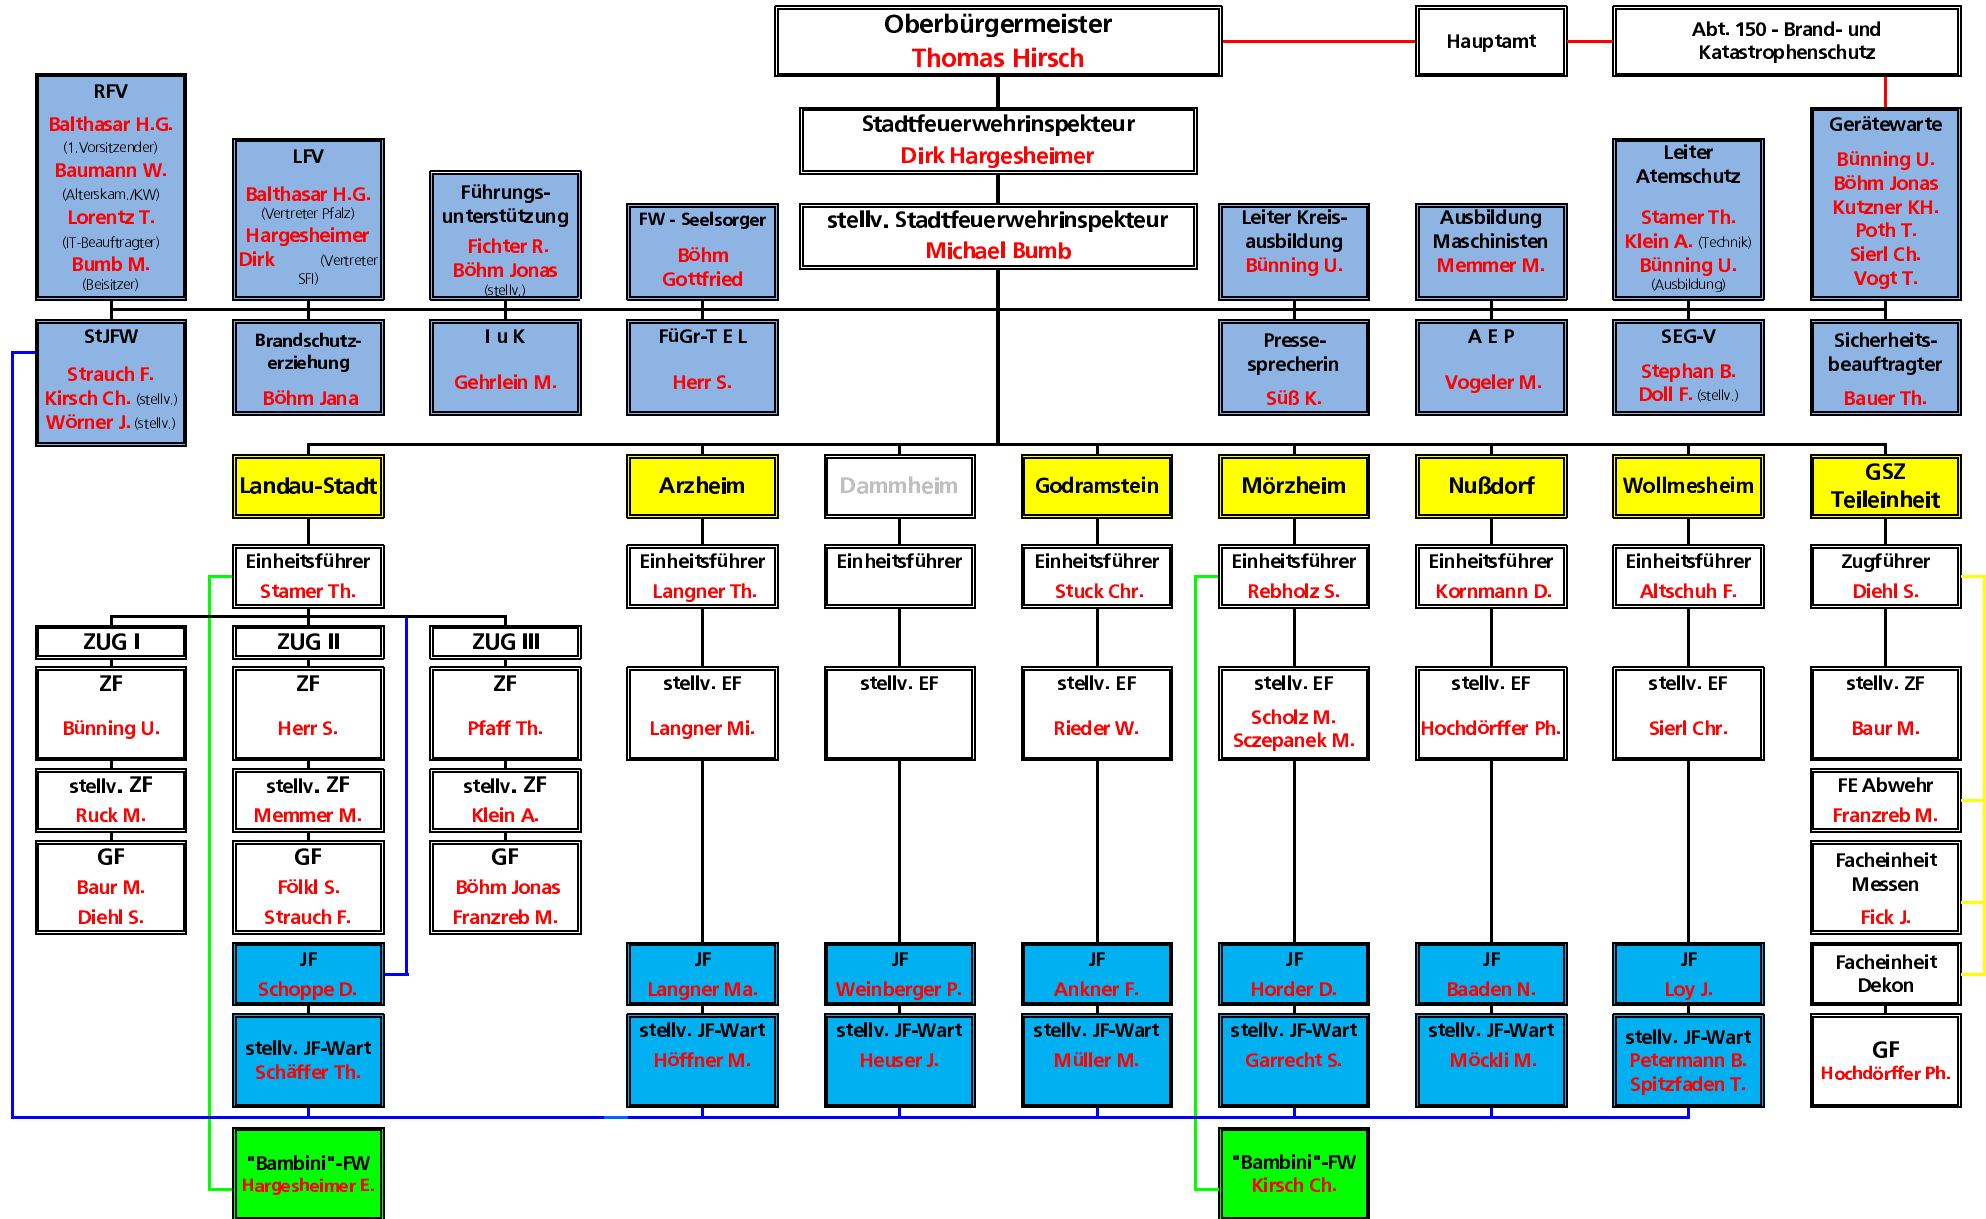 Oberbürgermeister
Thomas Hirsch
Hauptamt
Abt. 150 - Brand- und
Katastrophenschutz
Stadtfeuerwehrinspekteur
Dirk Hargesheimer
stellv. Stadtfeuerwehrinspekteur
Michael Bumb
RFV
Balthasar H.G.
(1.Vorsitzender)
Baumann W.
(Alterskam./KW)
Lorentz T.
(IT-Beauftragter)
Bumb M.
(Beisitzer)
LFV
Balthasar H.G.
(Vertreter Pfalz)
Hargesheimer
Dirk (Vertreter
SFI)
Führungs-
unterstützung
Fichter R.
Böhm Jonas
(stellv.)
FW - Seelsorger
Böhm
Gottfried
Leiter Kreis-
ausbildung
Bünning U.
Ausbildung
Maschinisten
Memmer M.
Leiter
Atemschutz
Stamer Th.
Klein A. (Technik)
Bünning U.
(Ausbildung)
Gerätewarte
Bünning U.
Böhm Jonas
Kutzner KH.
Poth T.
Sierl Ch.
Vogt T.
StJFW
Strauch F.
Kirsch Ch. (stellv.)
Wörner J. (stellv.)
Brandschutz-
erziehung
Böhm Jana
I u K
Gehrlein M.
FüGr-T E L
Herr S.
Presse-
sprecherin
Süß K.
A E P
Vogeler M.
SEG-V
Stephan B.
Doll F. (stellv.)
Sicherheits-
beauftragter
Bauer Th.
Landau-Stadt
Arzheim
Dammheim
Godramstein
Mörzheim
Nußdorf
Wollmesheim
GSZ
Teileinheit
Einheitsführer
Stamer Th.
Einheitsführer
Langner Th.
Einheitsführer
Einheitsführer
Stuck Chr.
Einheitsführer
Rebholz S.
Einheitsführer
Kornmann D.
Einheitsführer
Altschuh F.
Zugführer
Diehl S.
ZUG I
ZUG II
ZUG III
ZF
Bünning U.
ZF
Herr S.
ZF
Pfaff Th.
stellv. EF
Langner Mi.
stellv. EF
stellv. EF
Rieder W.
stellv. EF
Scholz M.
Sczepanek M.
stellv. EF
Hochdörffer Ph.
stellv. EF
Sierl Chr.
stellv. ZF
Baur M.
stellv. ZF
Ruck M.
stellv. ZF
Memmer M.
stellv. ZF
Klein A.
FE Abwehr
Franzreb M.
GF
Baur M.
Diehl S.
GF
Fölkl S.
Strauch F.
GF
Böhm Jonas
Franzreb M.
Facheinheit
Messen
Fick J.
JF
Schoppe D.
JF
Langner Ma.
JF
Weinberger P.
JF
Ankner F.
JF
Horder D.
JF
Baaden N.
JF
Loy J.
Facheinheit
Dekon
stellv. JF-Wart
Schäffer Th.
stellv. JF-Wart
Höffner M.
stellv. JF-Wart
Heuser J.
stellv. JF-Wart
Müller M.
stellv. JF-Wart
Garrecht S.
stellv. JF-Wart
Möckli M.
stellv. JF-Wart
Petermann B.
Spitzfaden T.
GF
Hochdörffer Ph.
"Bambini"-FW
Hargesheimer E.
"Bambini"-FW
Kirsch Ch.